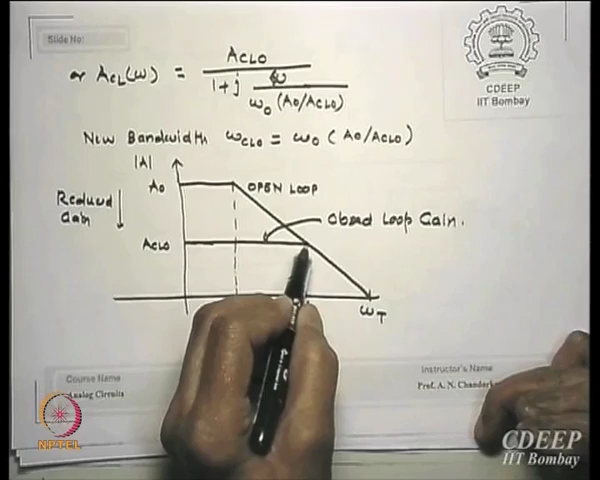 Slide No:
CDEEP
IIT Bombay
or ACL(ω) = ACLO
1+j ω
ω0 (A0/ACLO)
New Bandwidth ωCLO = ω0 (A0/ACLO)
|A|
A0
OPEN LOOP
Reduced
Gain
Closed Loop Gain.
ACLO
ωT
Course Name
Analog Circuits
Instructor's Name
Prof. A. N. Chandork
NPTEL
CDEEP
IIT Bombay